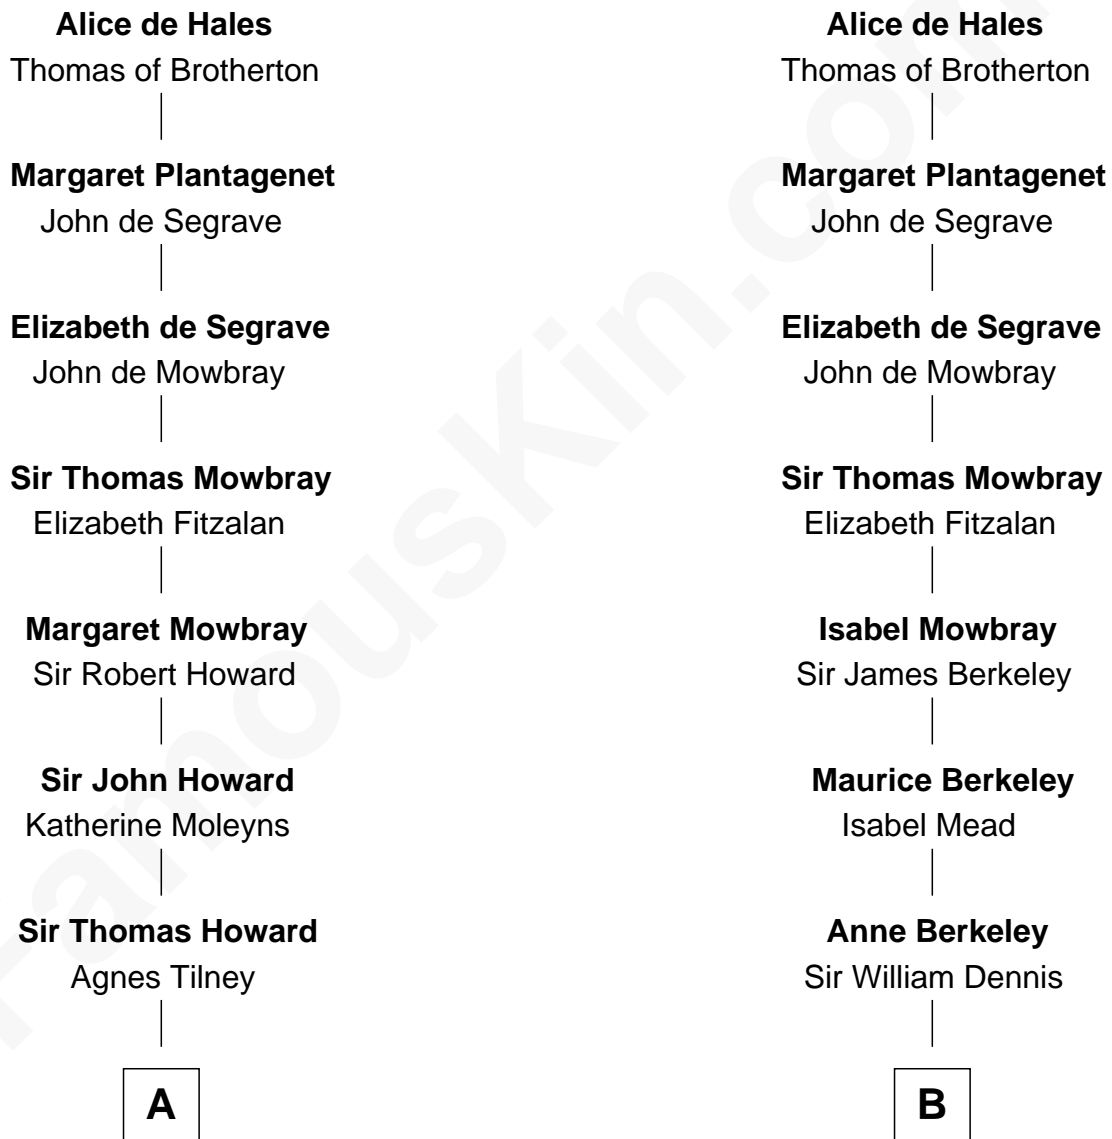 Alice de Hales
Thomas of Brotherton
Margaret Plantagenet
John de Segrave
Elizabeth de Segrave
John de Mowbray
Sir Thomas Mowbray
Elizabeth Fitzalan
Margaret Mowbray
Sir Robert Howard
Sir John Howard
Katherine Moleyns
Sir Thomas Howard
Agnes Tilney
A
Alice de Hales
Thomas of Brotherton
Margaret Plantagenet
John de Segrave
Elizabeth de Segrave
John de Mowbray
Sir Thomas Mowbray
Elizabeth Fitzalan
Isabel Mowbray
Sir James Berkeley
Maurice Berkeley
Isabel Mead
Anne Berkeley
Sir William Dennis
B
FamousKin.com